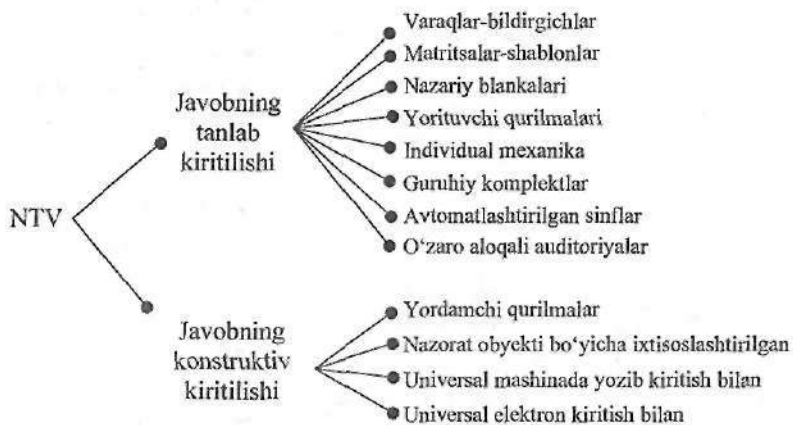 NTV
Javobning
tanlab
kiritilishi
Varaqlar-bildirgichlar
Matritsalar-shablonlar
Nazariy blankalari
Yorituvchi qurilmalari
Individual mexanika
Guruhiy komplektlar
Avtomatlashtirilgan sinflar
O‘zaro aloqali auditoriyalar
Javobning
konstruktiv
kiritilishi
Yordamchi qurilmalar
Nazorat obyekti bo‘yicha ixtisoslashtirilgan
Universal mashinada yozib kiritish bilan
Universal elektron kiritish bilan